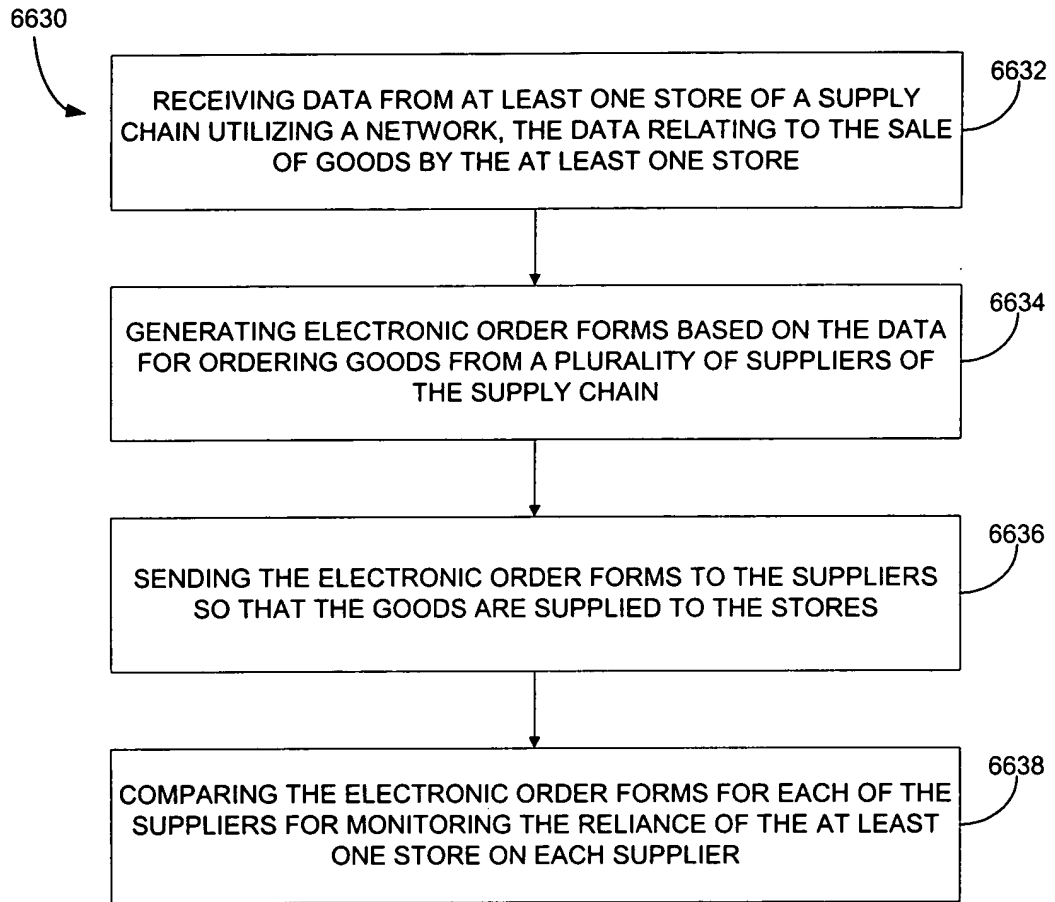 6630
6632
RECEIVING DATA FROM AT LEAST ONE STORE OF A SUPPLY
CHAIN UTILIZING A NETWORK, THE DATA RELATING TO THE SALE
OF GOODS BY THE AT LEAST ONE STORE
6634
GENERATING ELECTRONIC ORDER FORMS BASED ON THE DATA
FOR ORDERING GOODS FROM A PLURALITY OF SUPPLIERS OF
THE SUPPLY CHAIN
6636
SENDING THE ELECTRONIC ORDER FORMS TO THE SUPPLIERS
SO THAT THE GOODS ARE SUPPLIED TO THE STORES
6638
COMPARING THE ELECTRONIC ORDER FORMS FOR EACH OF THE
SUPPLIERS FOR MONITORING THE RELIANCE OF THE AT LEAST
ONE STORE ON EACH SUPPLIER